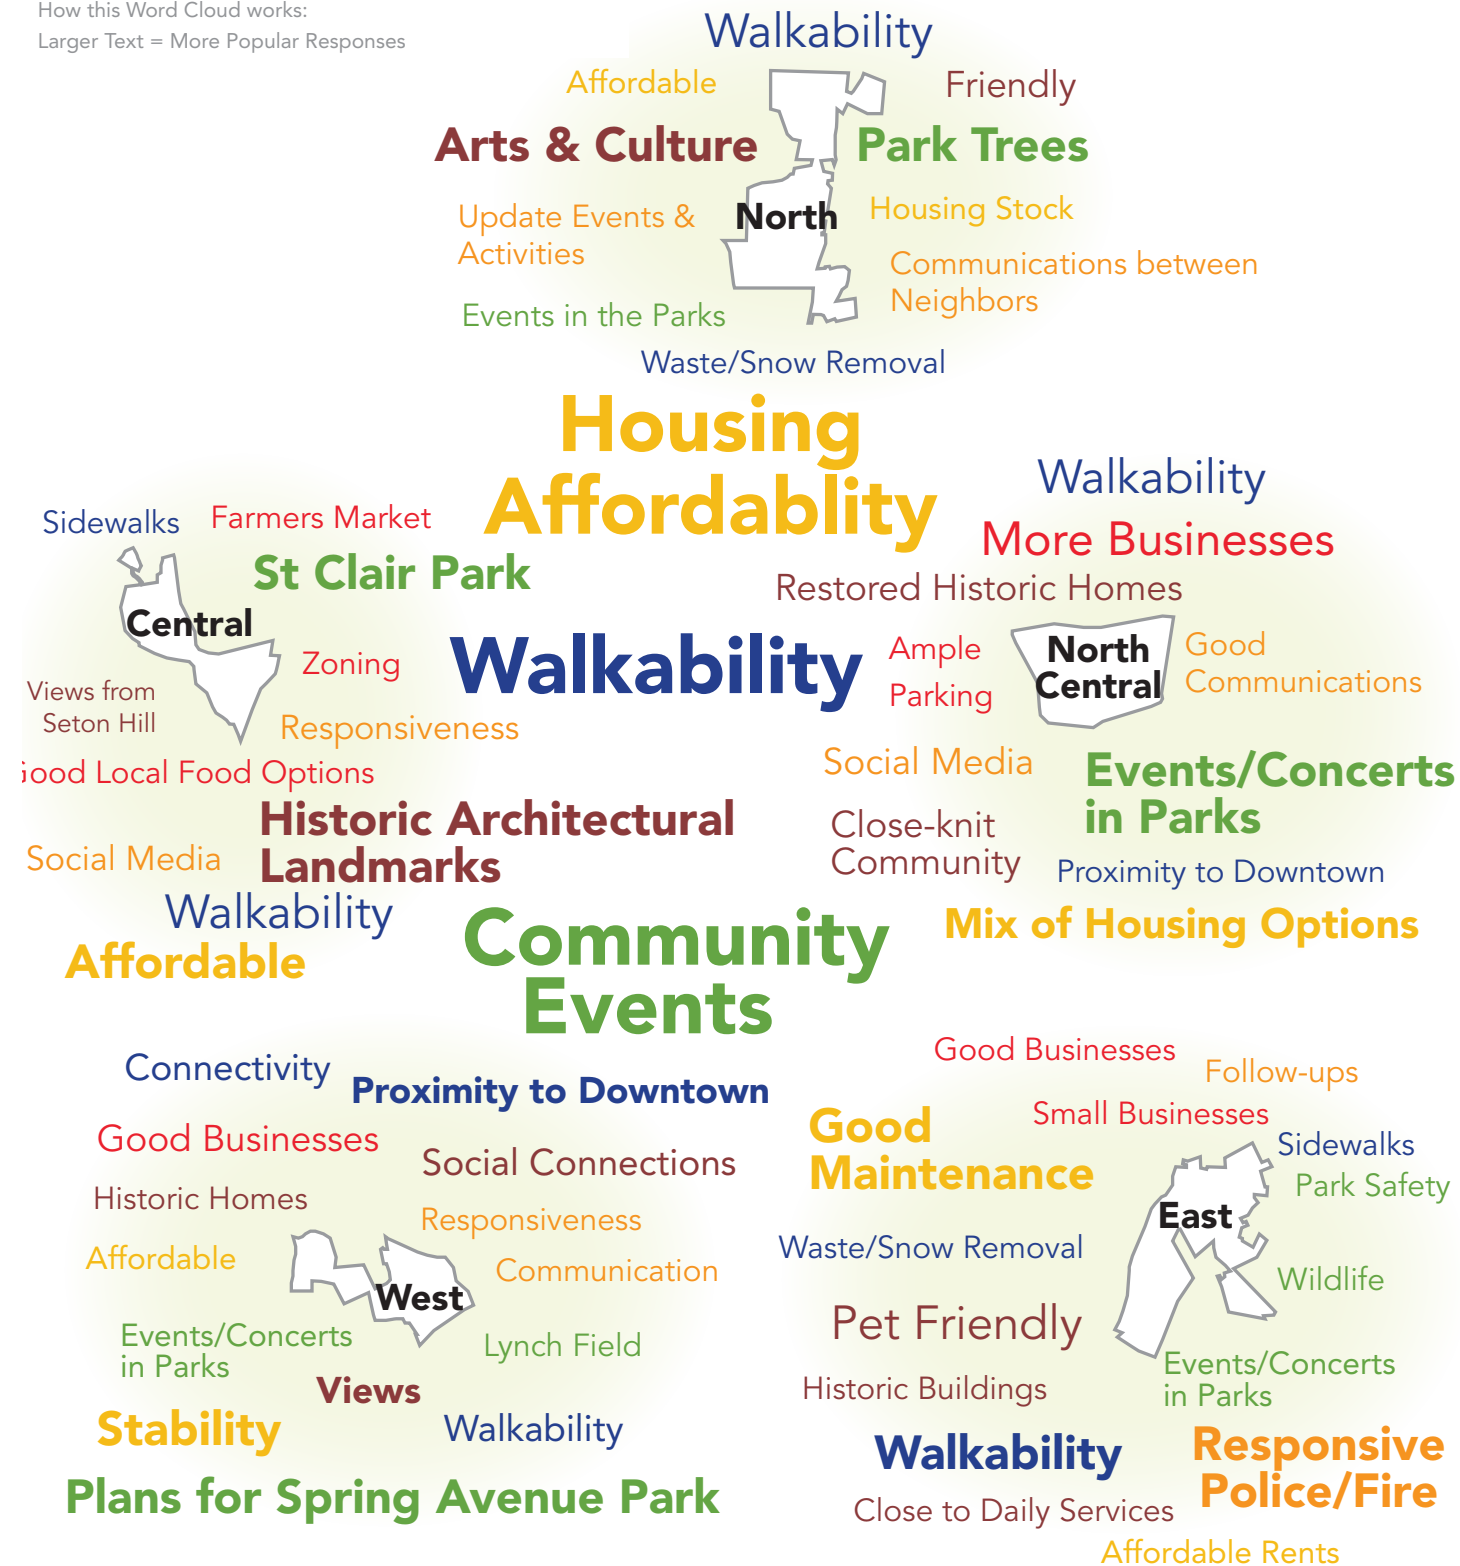 How this Word Cloud works:
Larger Text = More Popular Responses
Walkability
Affordable
Friendly
Arts & Culture
Park Trees
Update Events &
Activities
North
Housing Stock
Communications between
Neighbors
Events in the Parks
Waste/Snow Removal
Housing
Affordablity
Walkability
Community
Events
Sidewalks
Farmers Market
St Clair Park
Central
Zoning
Views from
Seton Hill
Responsiveness
ood Local Food Options
Historic Architectural
Landmarks
Social Media
Walkability
Affordable
Walkability
More Businesses
Restored Historic Homes
Ample
Parking
North
Central
Good
Communications
Social Media
Events/Concerts
in Parks
Close-knit
Community
Proximity to Downtown
Mix of Housing Options
Connectivity
Proximity to Downtown
Good Businesses
Social Connections
Historic Homes
Responsiveness
Affordable
Communication
West
Events/Concerts
in Parks
Lynch Field
Views
Stability
Walkability
Plans for Spring Avenue Park
Good Businesses
Follow-ups
Good
Maintenance
Small Businesses
Sidewalks
Park Safety
East
Waste/Snow Removal
Wildlife
Pet Friendly
Events/Concerts
in Parks
Historic Buildings
Walkability
Responsive
Police/Fire
Close to Daily Services
Affordable Rents